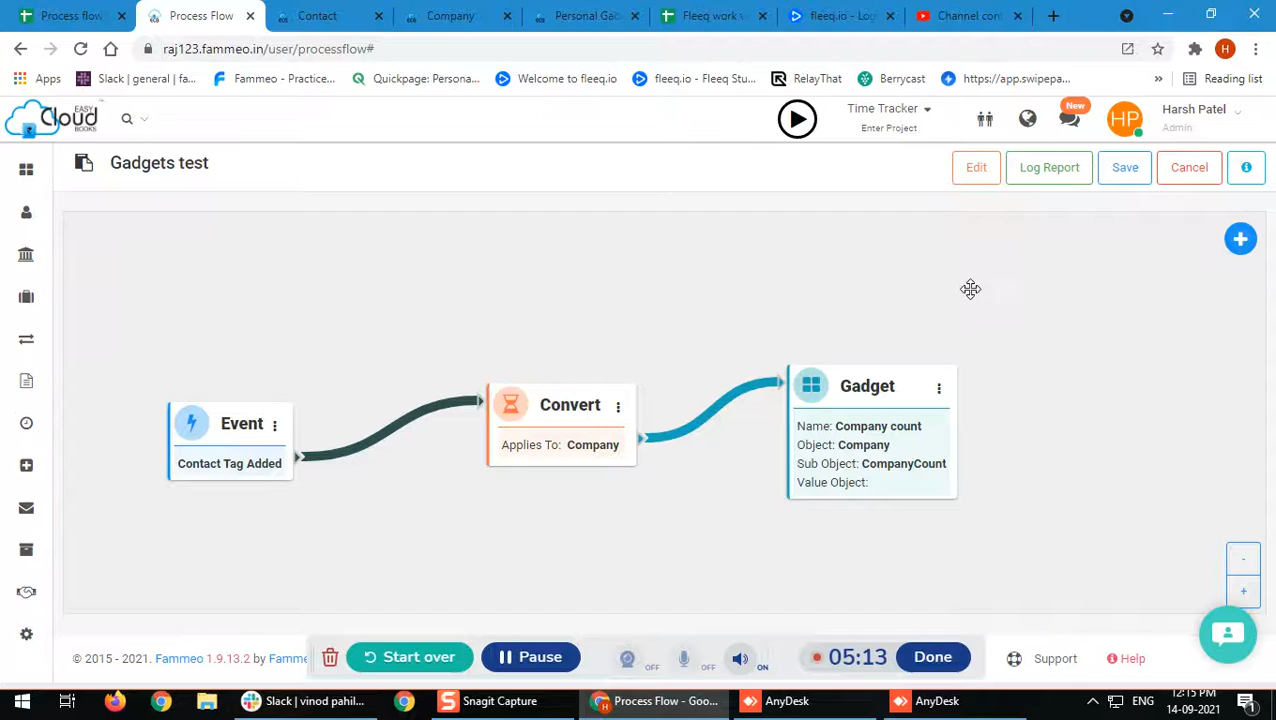 Process flow
Process Flow
Contact
Company
Personal Gad
Fleeq work
fleeq.io - Log
Channel con
raj123.fammeo.in/user/processflow#
H
Apps
Slack | general | fa...
Fammeo - Practice...
Quickpage: Persona...
Welcome to fleeq.io
fleeq.io - Fleeq Stu...
RelayThat
Berrycast
https://app.swipepa...
Reading list
EASY
Cloud
BOOKS
Time Tracker
Enter Project
New
HP
Harsh Patel
Admin
Gadgets test
Edit
Log Report
Save
Cancel
Event
Contact Tag Added
Convert
Applies To: Company
Gadget
Name: Company count
Object: Company
Sub Object: CompanyCount
Value Object:
-
+
© 2015 - 2021. Fammeo 1.9.13.2 by Famme
Start over
Pause
OFF
OFF
ON
05:13
Done
Support
Help
Slack | vinod pahil...
Snagit Capture
Process Flow - Goo...
AnyDesk
AnyDesk
ENG
12:15 PM
14-09-2021
1